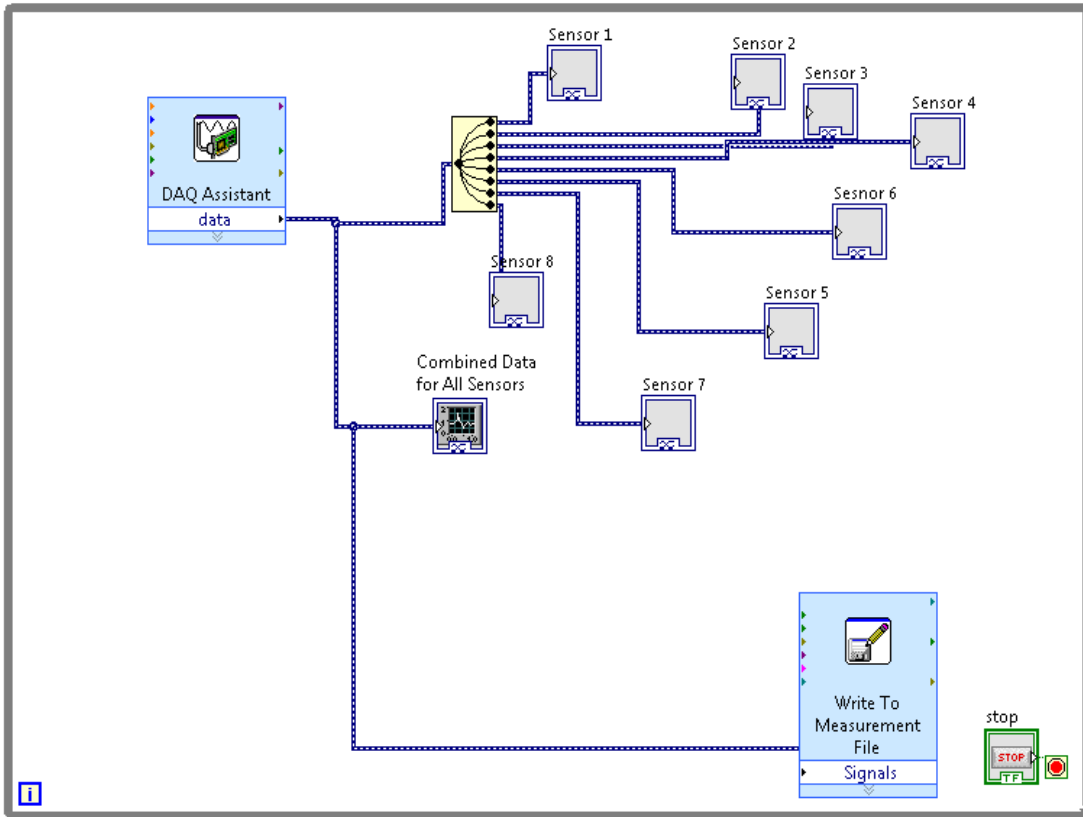 Sensor 1
Sensor 2
Sensor 3
Sensor 4
DAQ Assistant
data
Sesnor 6
Sensor 8
Sensor 5
Combined Data
for All Sensors
Sensor 7
Write To
Measurement
File
Signals
stop
STOP
TF
i